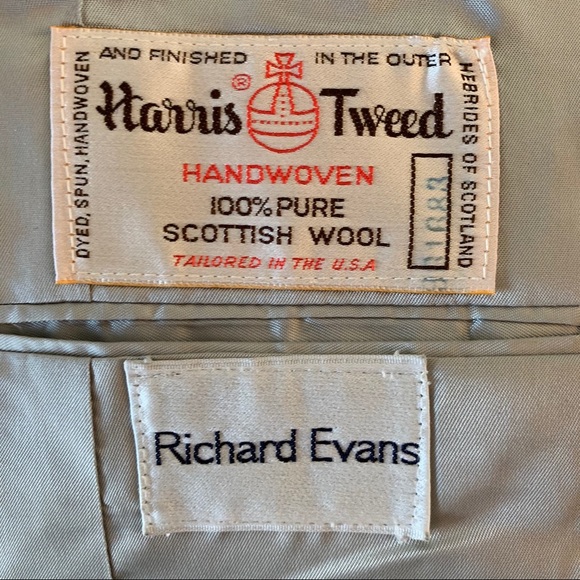 DYED, SPUN, HANDWOVEN
AND FINISHED IN THE OUTER
HEBRIDES OF SCOTLAND
Harris® Tweed
HANDWOVEN
100% PURE
SCOTTISH WOOL
TAILORED IN THE U.S.A
Richard Evans